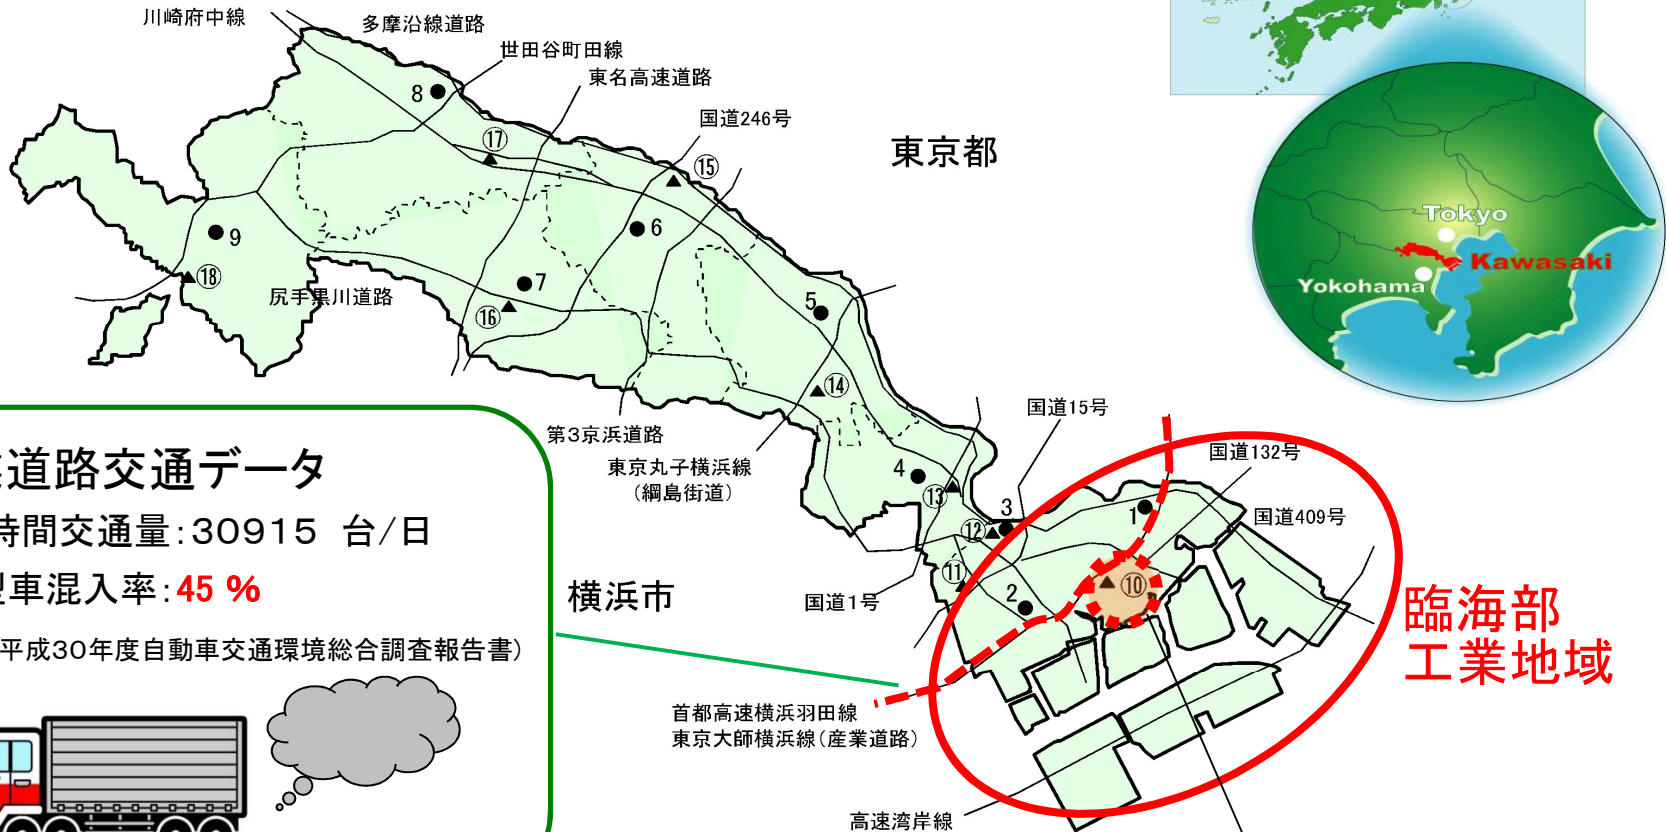 川崎府中線
多摩沿線道路
世田谷町田線
東名高速道路
国道246号
東京都
8
⑰
⑮
6
9
⑱
7
⑯
尻手黒川道路
5
⑭
Tokyo
Kawasaki
Yokohama
第3京浜道路
東京丸子横浜線
(綱島街道)
国道15号
国道132号
国道409号
4
⑬
3
⑫
1
⑪
2
⑩
国道1号
横浜市
道路交通データ
時間交通量:30915 台/日
車混入率:45 %
平成30年度自動車交通環境総合調査報告書)
臨海部
工業地域
首都高速横浜羽田線
東京大師横浜線(産業道路)
高速湾岸線